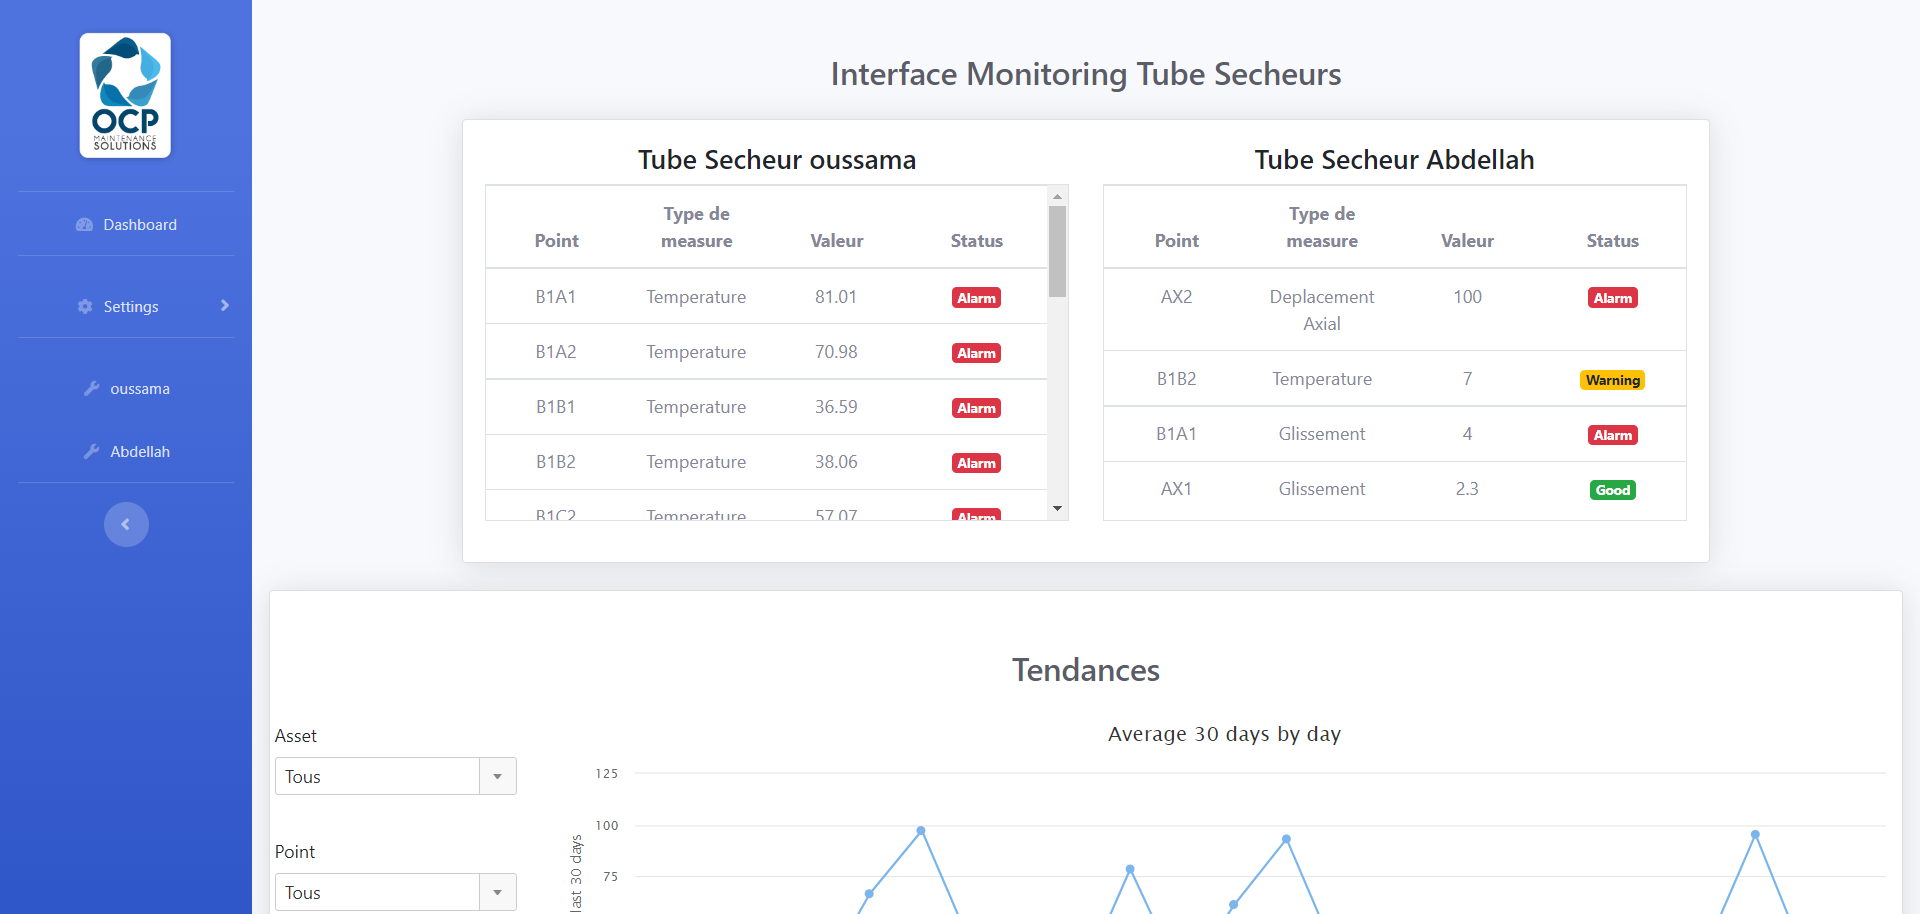 OCP
MAINTENANCE
SOLUTIONS
Dashboard
Settings
oussama
Abdellah
Interface Monitoring Tube Secheurs
Tube Secheur oussama
Point Type de measure Valeur Status
B1A1 Temperature 81.01 Alarm
B1A2 Temperature 70.98 Alarm
B1B1 Temperature 36.59 Alarm
B1B2 Temperature 38.06 Alarm
B1C2 Temperature 57.07 Alarm
Tube Secheur Abdellah
Point Type de measure Valeur Status
AX2 Deplacement Axial 100 Alarm
B1B2 Temperature 7 Warning
B1A1 Glissement 4 Alarm
AX1 Glissement 2.3 Good
Tendances
Asset
Tous
Point
Tous
Average 30 days by day
125
100
75
last 30 days